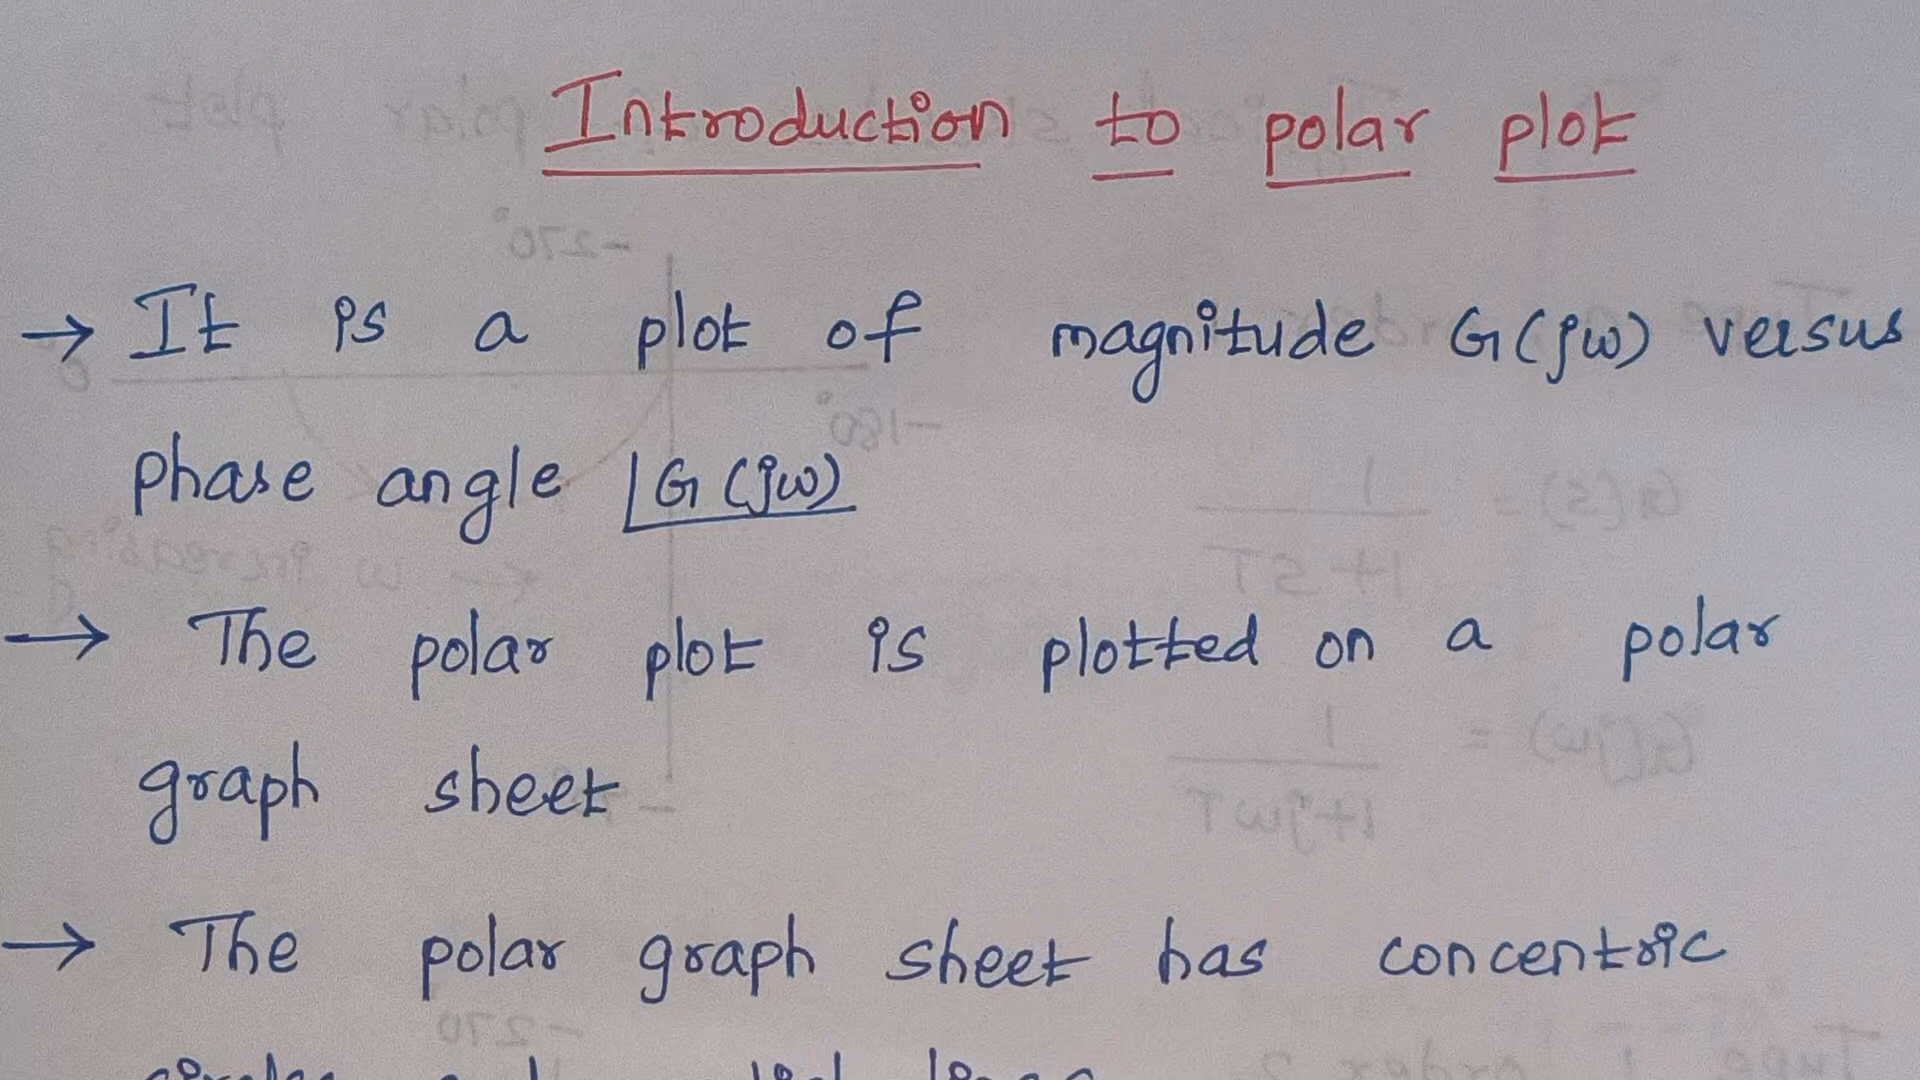 Introduction to polar plot
→ It is a plot of magnitude G(jω) versus
phase angle ∠G(jω)
→ The polar plot is plotted on a polar
graph sheet
→ The polar graph sheet has concentric